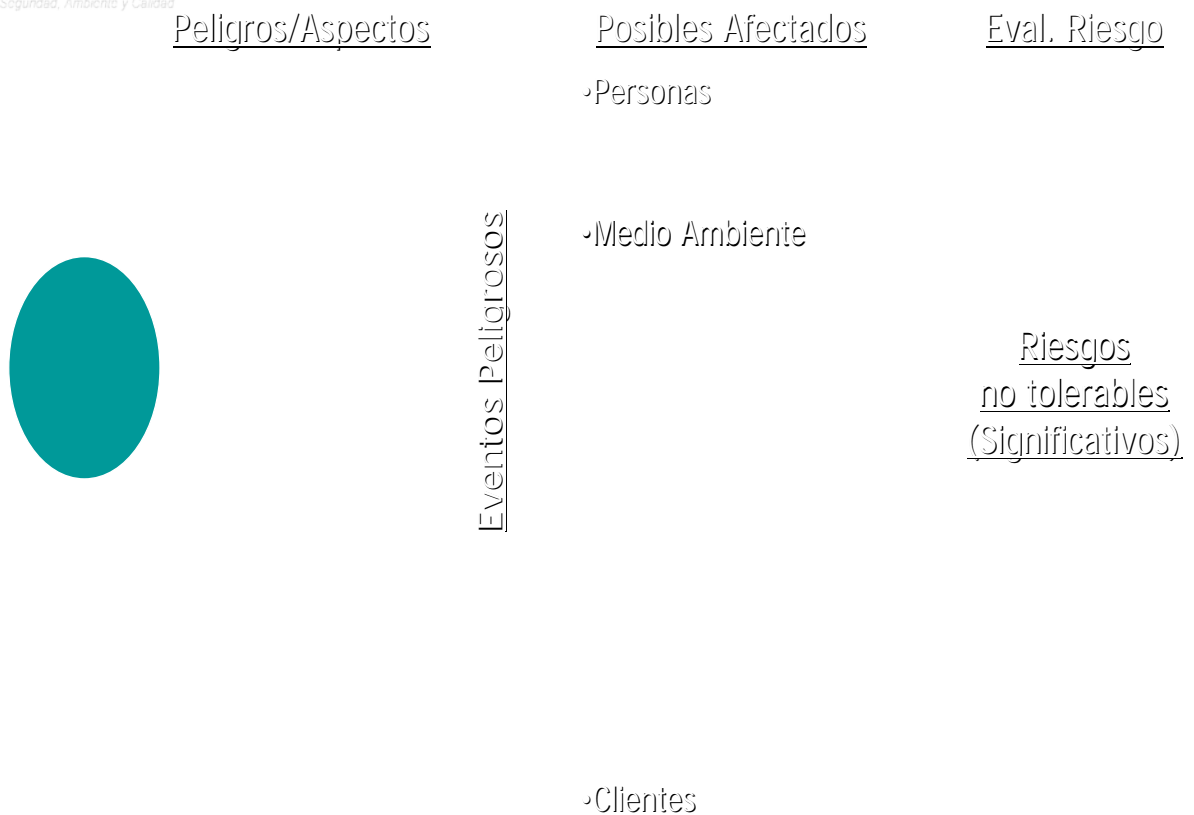 Seguridad, Ambiente y Calidad
Peligros/Aspectos
Posibles Afectados
Eval. Riesgo
•Personas
•Medio Ambiente
Eventos Peligrosos
Riesgos
no tolerables
(Significativos)
•Clientes